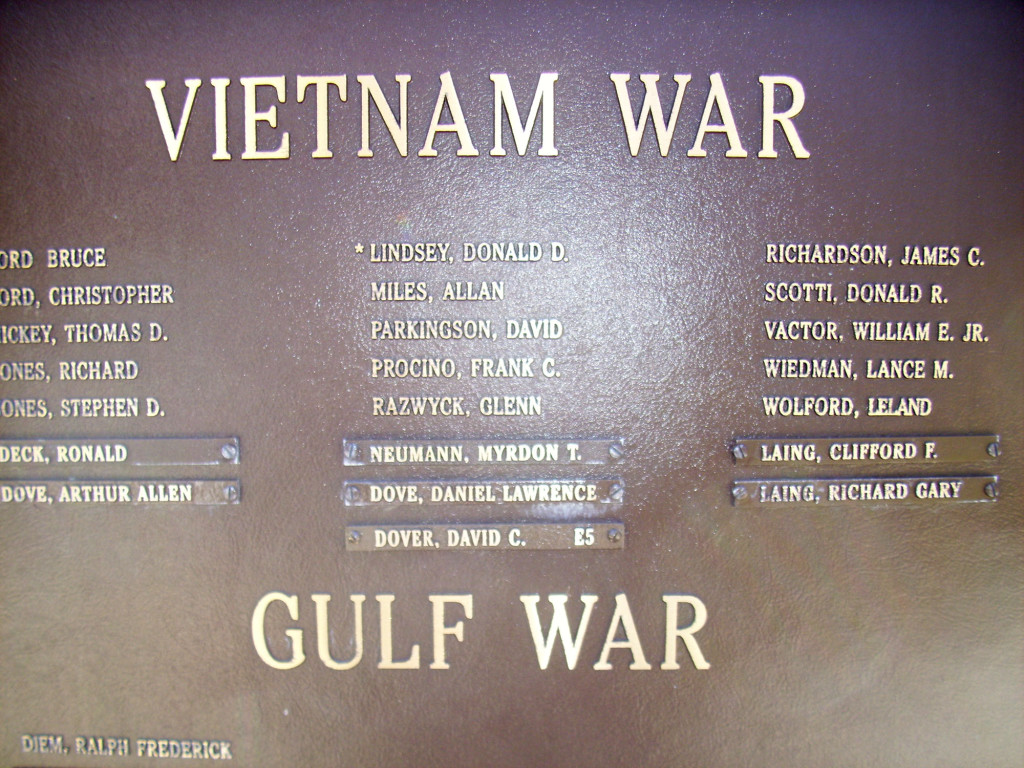 VIETNAM WAR
ORD BRUCE
ORD, CHRISTOPHER
ICKEY, THOMAS D.
ONES, RICHARD
ONES, STEPHEN D.
DECK, RONALD
DOVE, ARTHUR ALLEN
* LINDSEY, DONALD D.
MILES, ALLAN
PARKINGSON, DAVID
PROCINO, FRANK C.
RAZWYCK, GLENN
NEUMANN, MYRDON T.
DOVE, DANIEL LAWRENCE
DOVER, DAVID C. E5
RICHARDSON, JAMES C.
SCOTTI, DONALD R.
VACTOR, WILLIAM E. JR.
WIEDMAN, LANCE M.
WOLFORD, LELAND
LAING, CLIFFORD F.
LAING, RICHARD GARY
GULF WAR
DIEM, RALPH FREDERICK